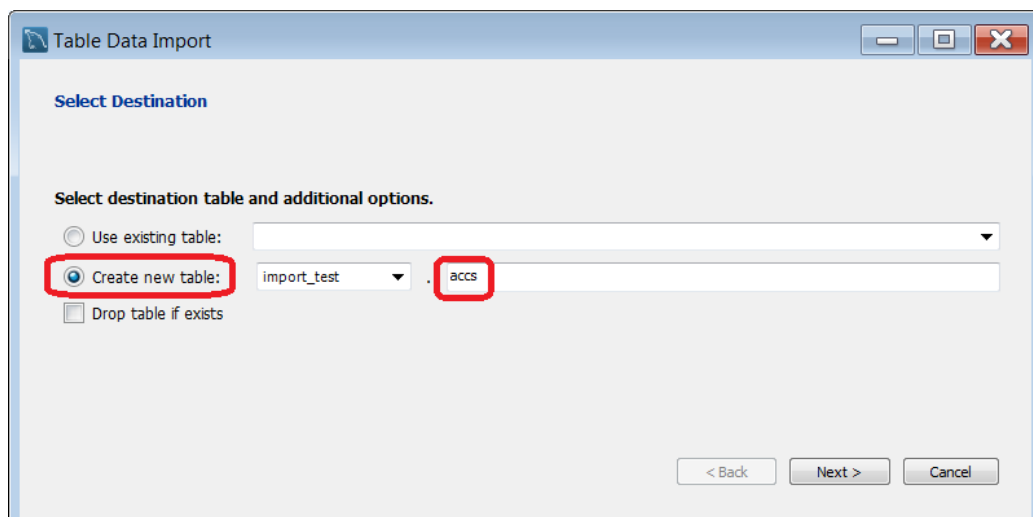 Table Data Import
Select Destination
Select destination table and additional options.
Use existing table:
Create new table: import_test . accs
Drop table if exists
< Back Next > Cancel